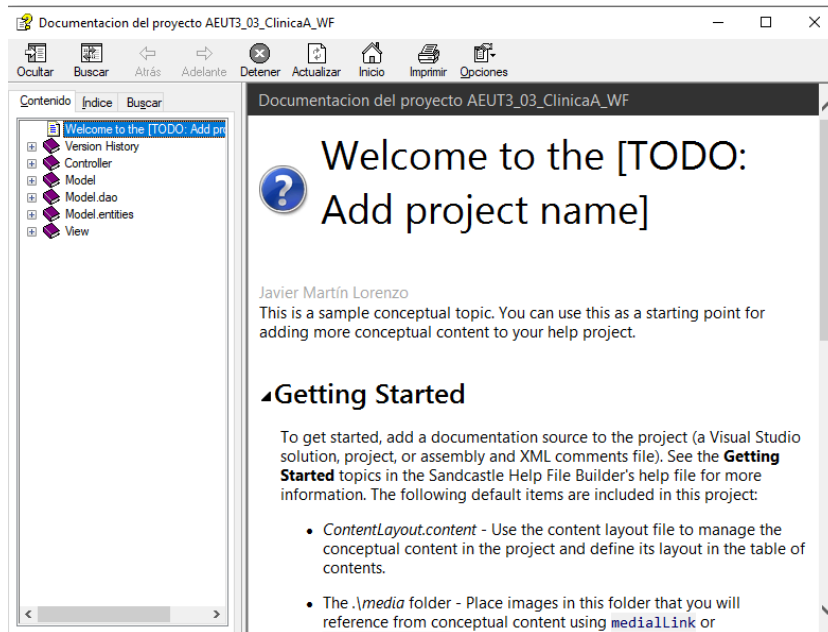 Documentacion del proyecto AEUT3_03_ClinicaA_WF
Ocultar Buscar Atrás Adelante Detener Actualizar Inicio Imprimir Opciones
Contenido Índice Buscar
Welcome to the [TODO: Add pro
Version History
Controller
Model
Model.dao
Model.entities
View
Documentacion del proyecto AEUT3_03_ClinicaA_WF
Welcome to the [TODO:
Add project name]
Javier Martín Lorenzo
This is a sample conceptual topic. You can use this as a starting point for
adding more conceptual content to your help project.
Getting Started
To get started, add a documentation source to the project (a Visual Studio
solution, project, or assembly and XML comments file). See the Getting
Started topics in the Sandcastle Help File Builder's help file for more
information. The following default items are included in this project:
• ContentLayout.content - Use the content layout file to manage the
conceptual content in the project and define its layout in the table of
contents.
• The .\media folder - Place images in this folder that you will
reference from conceptual content using medialLink or